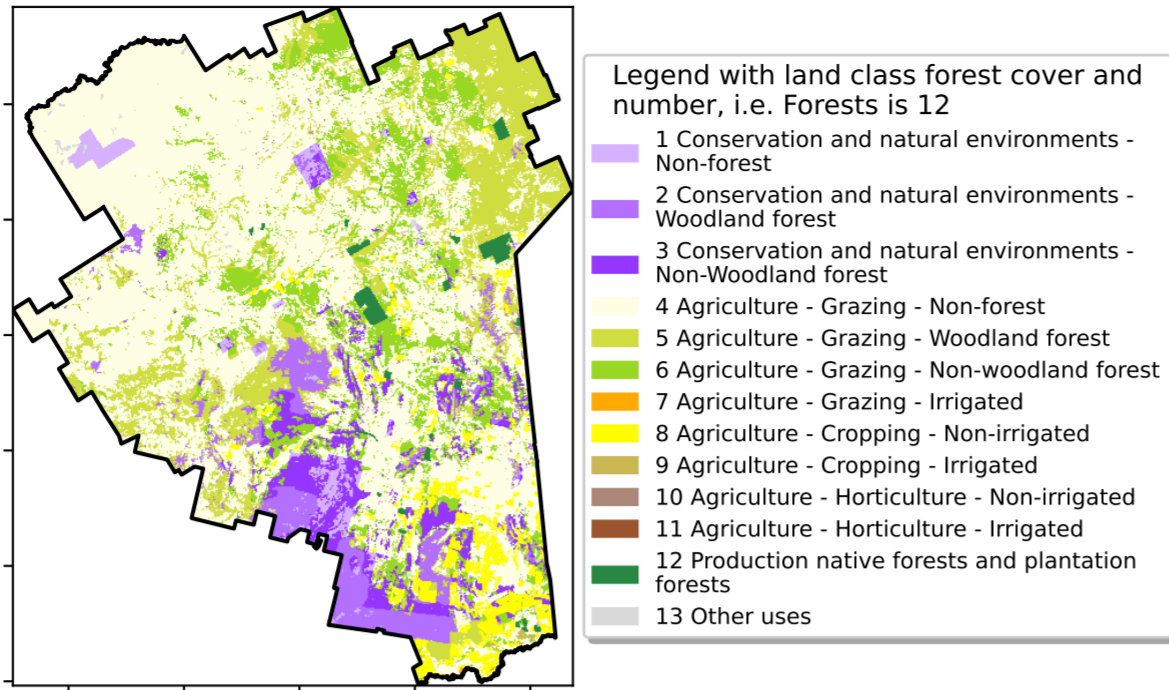 Legend with land class forest cover and
number, i.e. Forests is 12
1 Conservation and natural environments -
Non-forest
2 Conservation and natural environments -
Woodland forest
3 Conservation and natural environments -
Non-Woodland forest
4 Agriculture - Grazing - Non-forest
5 Agriculture - Grazing - Woodland forest
6 Agriculture - Grazing - Non-woodland forest
7 Agriculture - Grazing - Irrigated
8 Agriculture - Cropping - Non-irrigated
9 Agriculture - Cropping - Irrigated
10 Agriculture - Horticulture - Non-irrigated
11 Agriculture - Horticulture - Irrigated
12 Production native forests and plantation
forests
13 Other uses